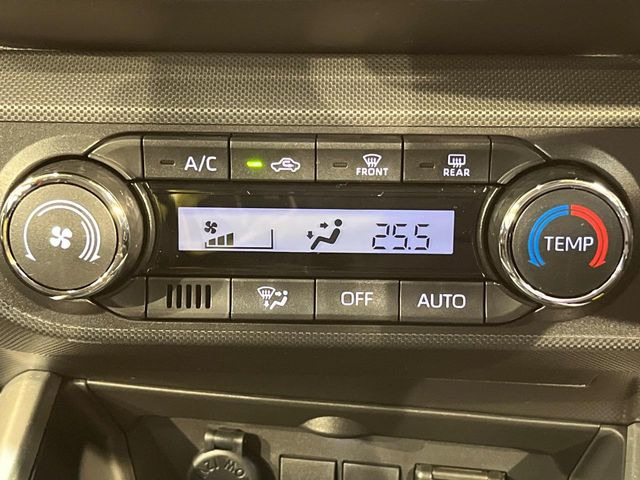 A/C
FRONT
REAR
25.5
TEMP
OFF
AUTO